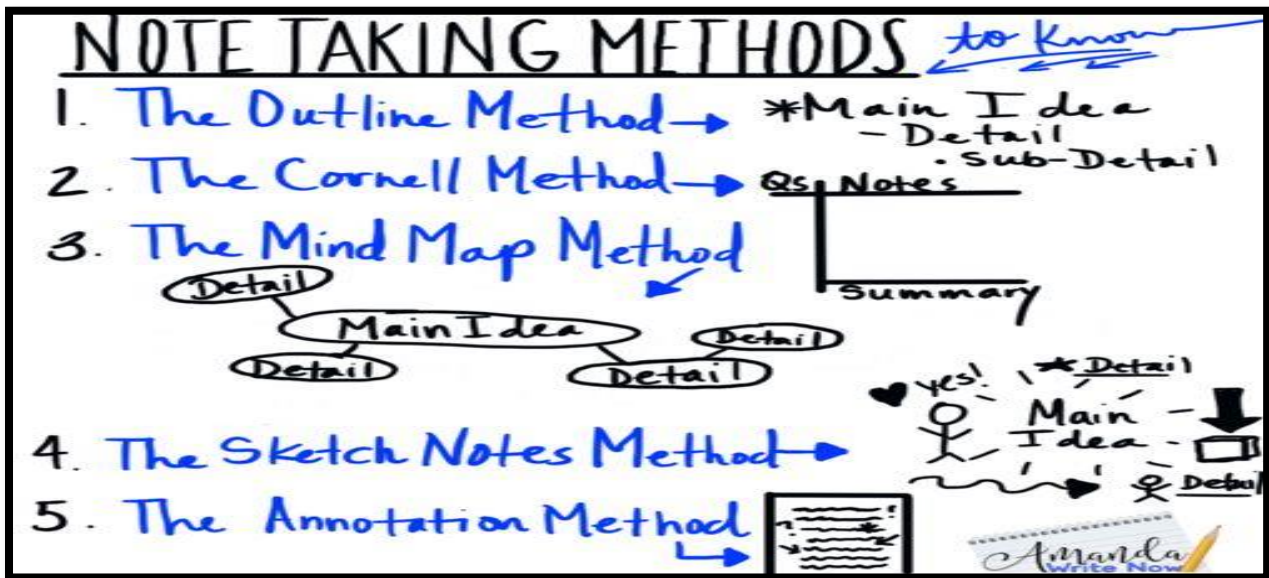 NOTE TAKING METHODS to Know
1. The Outline Method → *Main Idea
- Detail
• Sub-Detail
2. The Cornell Method → Qs Notes
Summary
3. The Mind Map Method
Detail
Main Idea
Detail
Detail
Detail
4. The Sketch Notes Method →
yes! * Detail
Main
Idea
Detail
5. The Annotation Method
Amanda
Write Now